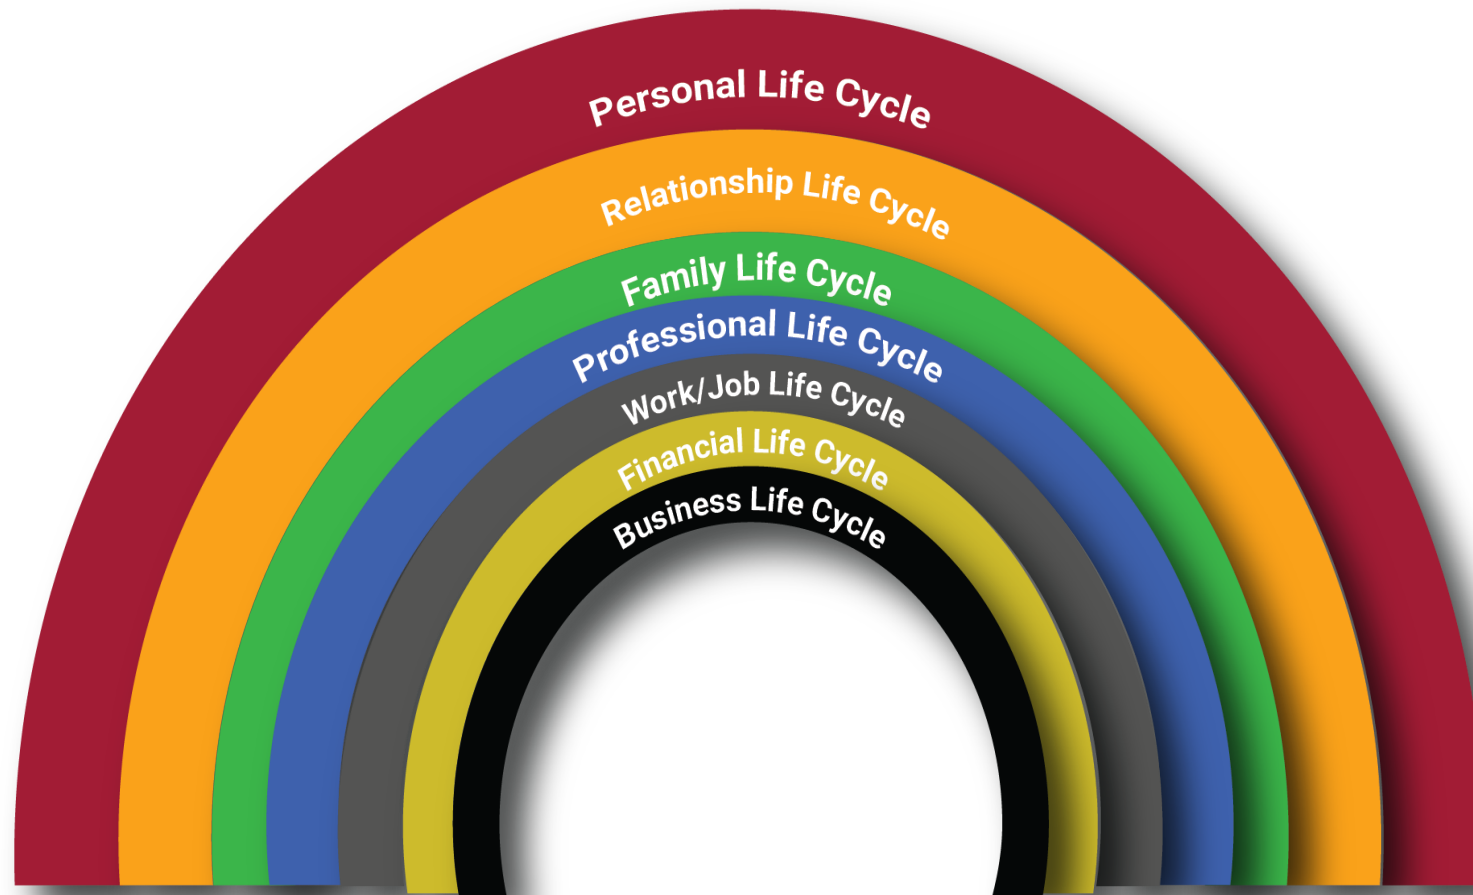 Personal Life Cycle
Relationship Life Cycle
Family Life Cycle
Professional Life Cycle
Work/Job Life Cycle
Financial Life Cycle
Business Life Cycle